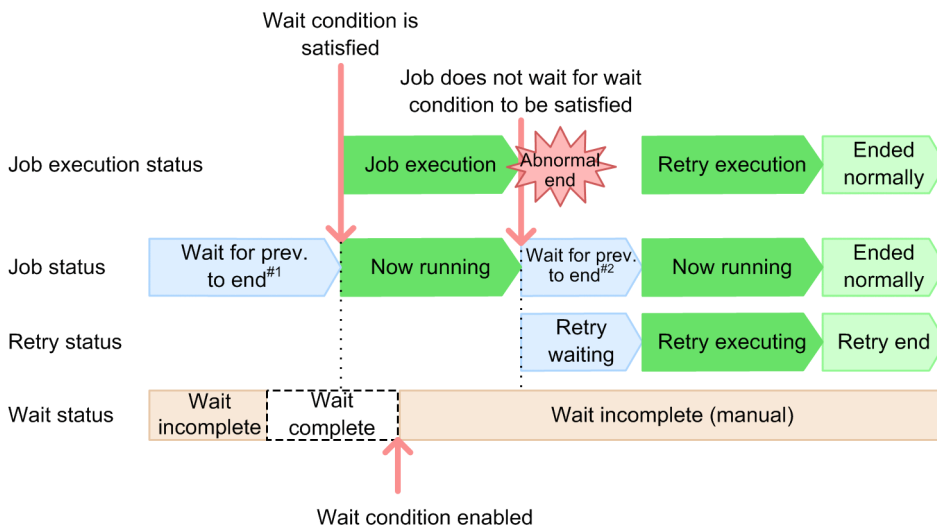 Wait condition is
satisfied
Job does not wait for wait
condition to be satisfied
Job execution status
Job execution
Abnormal
end
Retry execution
Ended
normally
Job status
Wait for prev.
to end#1
Now running
Wait for prev.
to end#2
Now running
Ended
normally
Retry status
Retry
waiting
Retry executing
Retry end
Wait status
Wait
incomplete
Wait
complete
Wait incomplete (manual)
Wait condition enabled